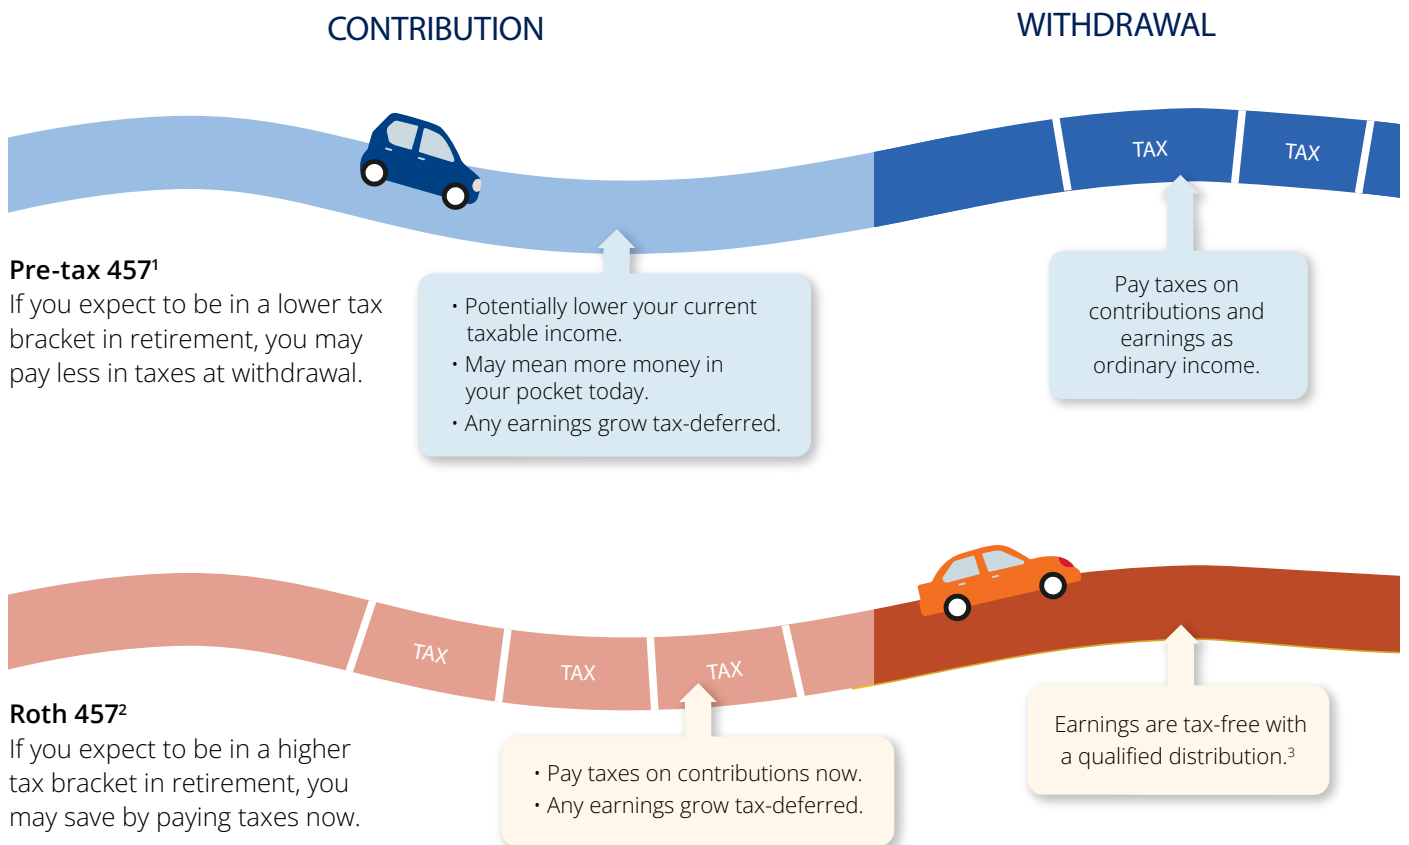 CONTRIBUTION
WITHDRAWAL
TAX
TAX
Pre-tax 457¹
If you expect to be in a lower tax
bracket in retirement, you may
pay less in taxes at withdrawal.
• Potentially lower your current
taxable income.
• May mean more money in
your pocket today.
• Any earnings grow tax-deferred.
Pay taxes on
contributions and
earnings as
ordinary income.
TAX
TAX
TAX
Roth 457²
If you expect to be in a higher
tax bracket in retirement, you
may save by paying taxes now.
• Pay taxes on contributions now.
• Any earnings grow tax-deferred.
Earnings are tax-free with
a qualified distribution.³